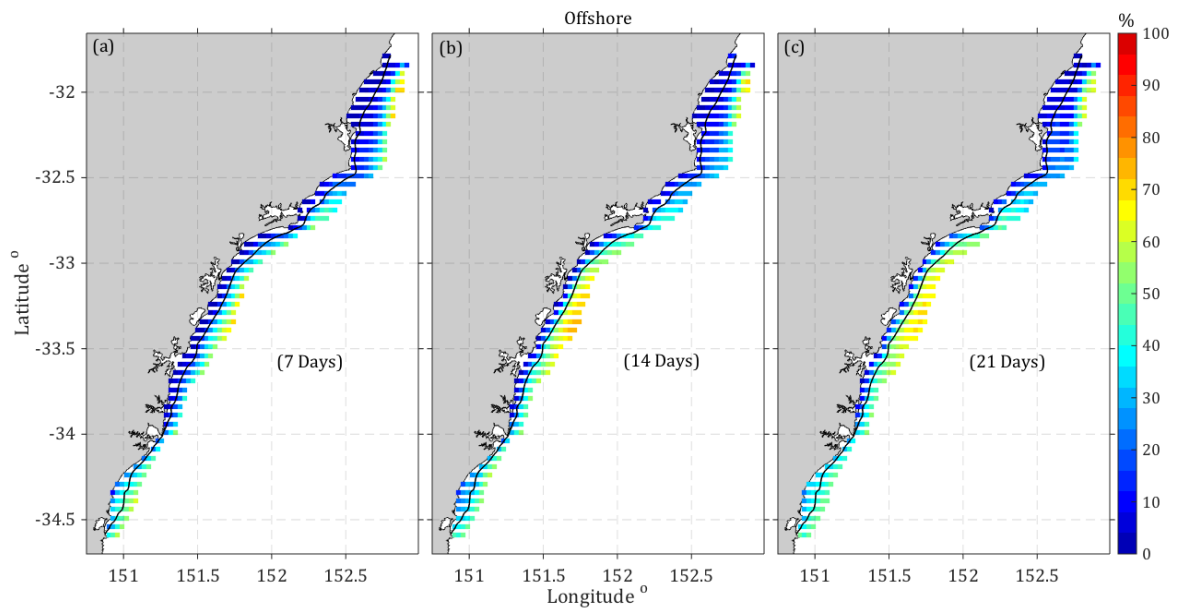 Offshore
%
(a)
(b)
(c)
100
90
80
70
60
50
40
30
20
10
0
-32
-32.5
-33
-33.5
-34
-34.5
Latitude °
(7 Days)
(14 Days)
(21 Days)
151 151.5 152 152.5
151 151.5 152 152.5
151 151.5 152 152.5
Longitude °